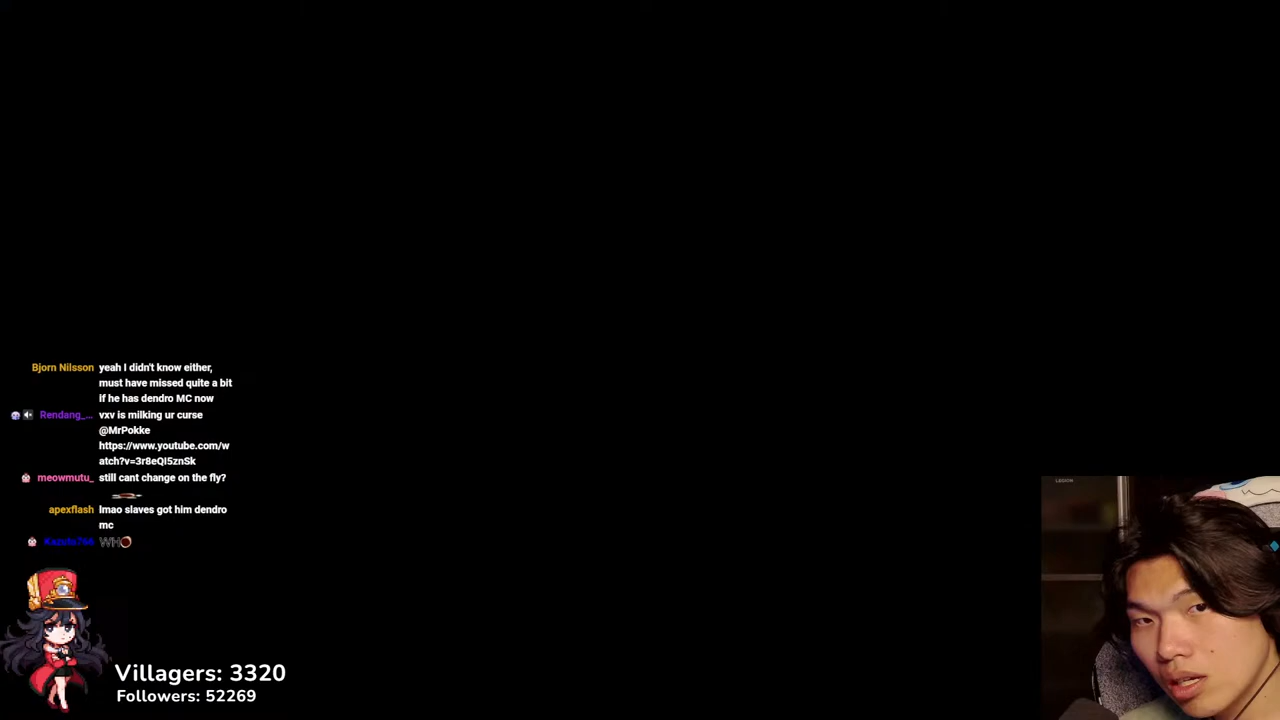 Bjorn Nilsson yeah I didn't know either,
must have missed quite a bit
if he has dendro MC now
Rendang_... vxv is milking ur curse
@MrPokke
https://www.youtube.com/w
atch?v=3r8eQI5znSk
meowmutu_ still cant change on the fly?
apexflash lmao slaves got him dendro
mc
WH
Villagers: 3320
Followers: 52269
LEGION